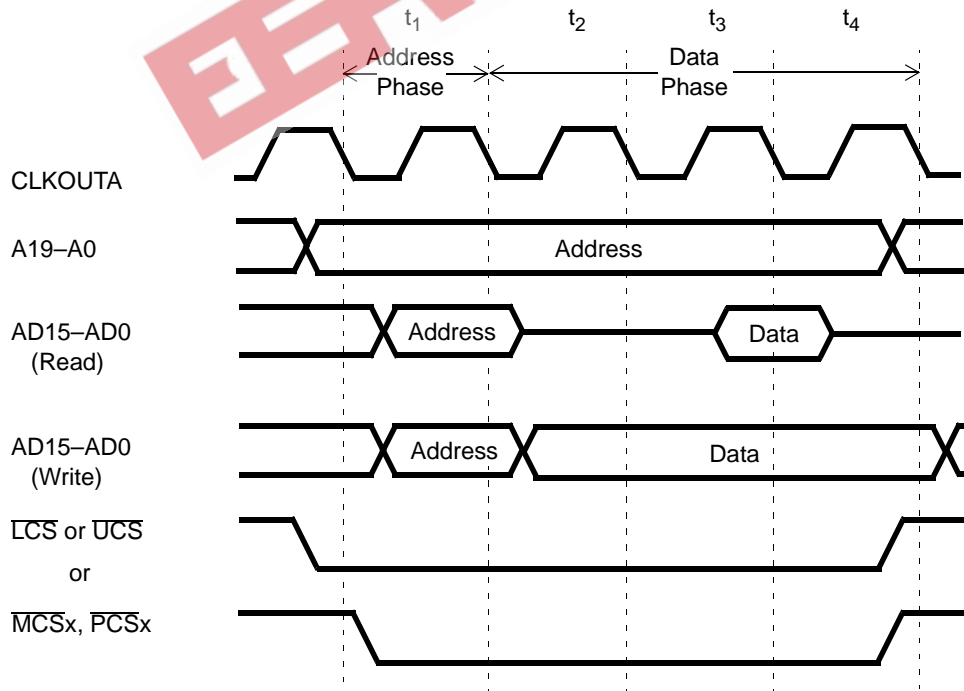 t1 t2 t3 t4
Address Phase
Data Phase
CLKOUTA
A19–A0
Address
AD15–AD0 (Read)
Address
Data
AD15–AD0 (Write)
Address
Data
LCS or UCS
or
MCSx, PCSx